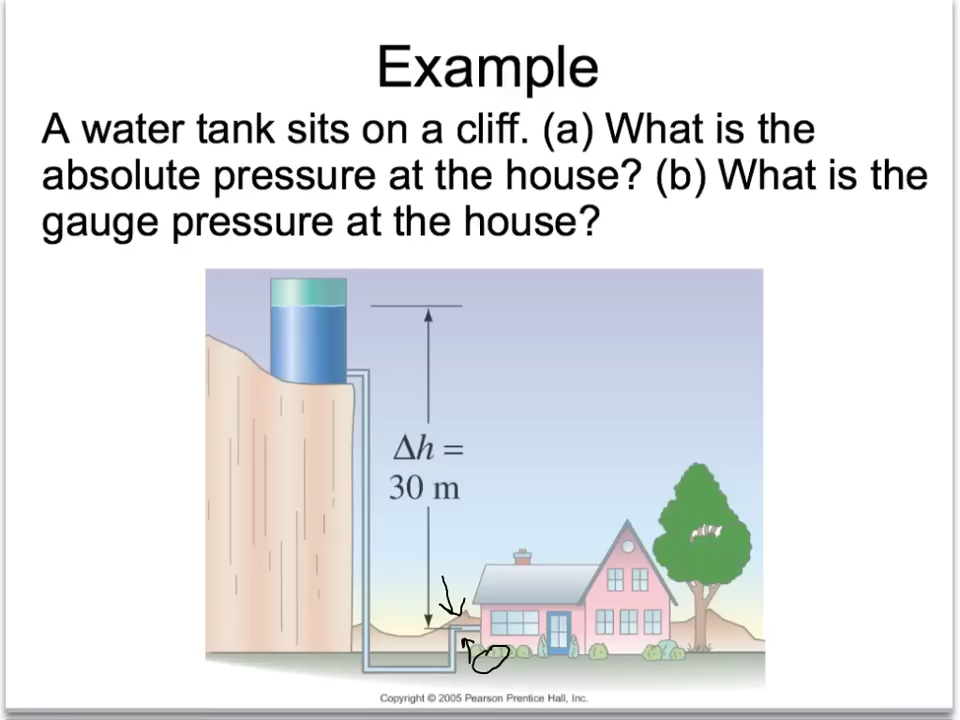 Example
A water tank sits on a cliff. (a) What is the
absolute pressure at the house? (b) What is the
gauge pressure at the house?
Δh =
30 m
Copyright © 2005 Pearson Prentice Hall, Inc.